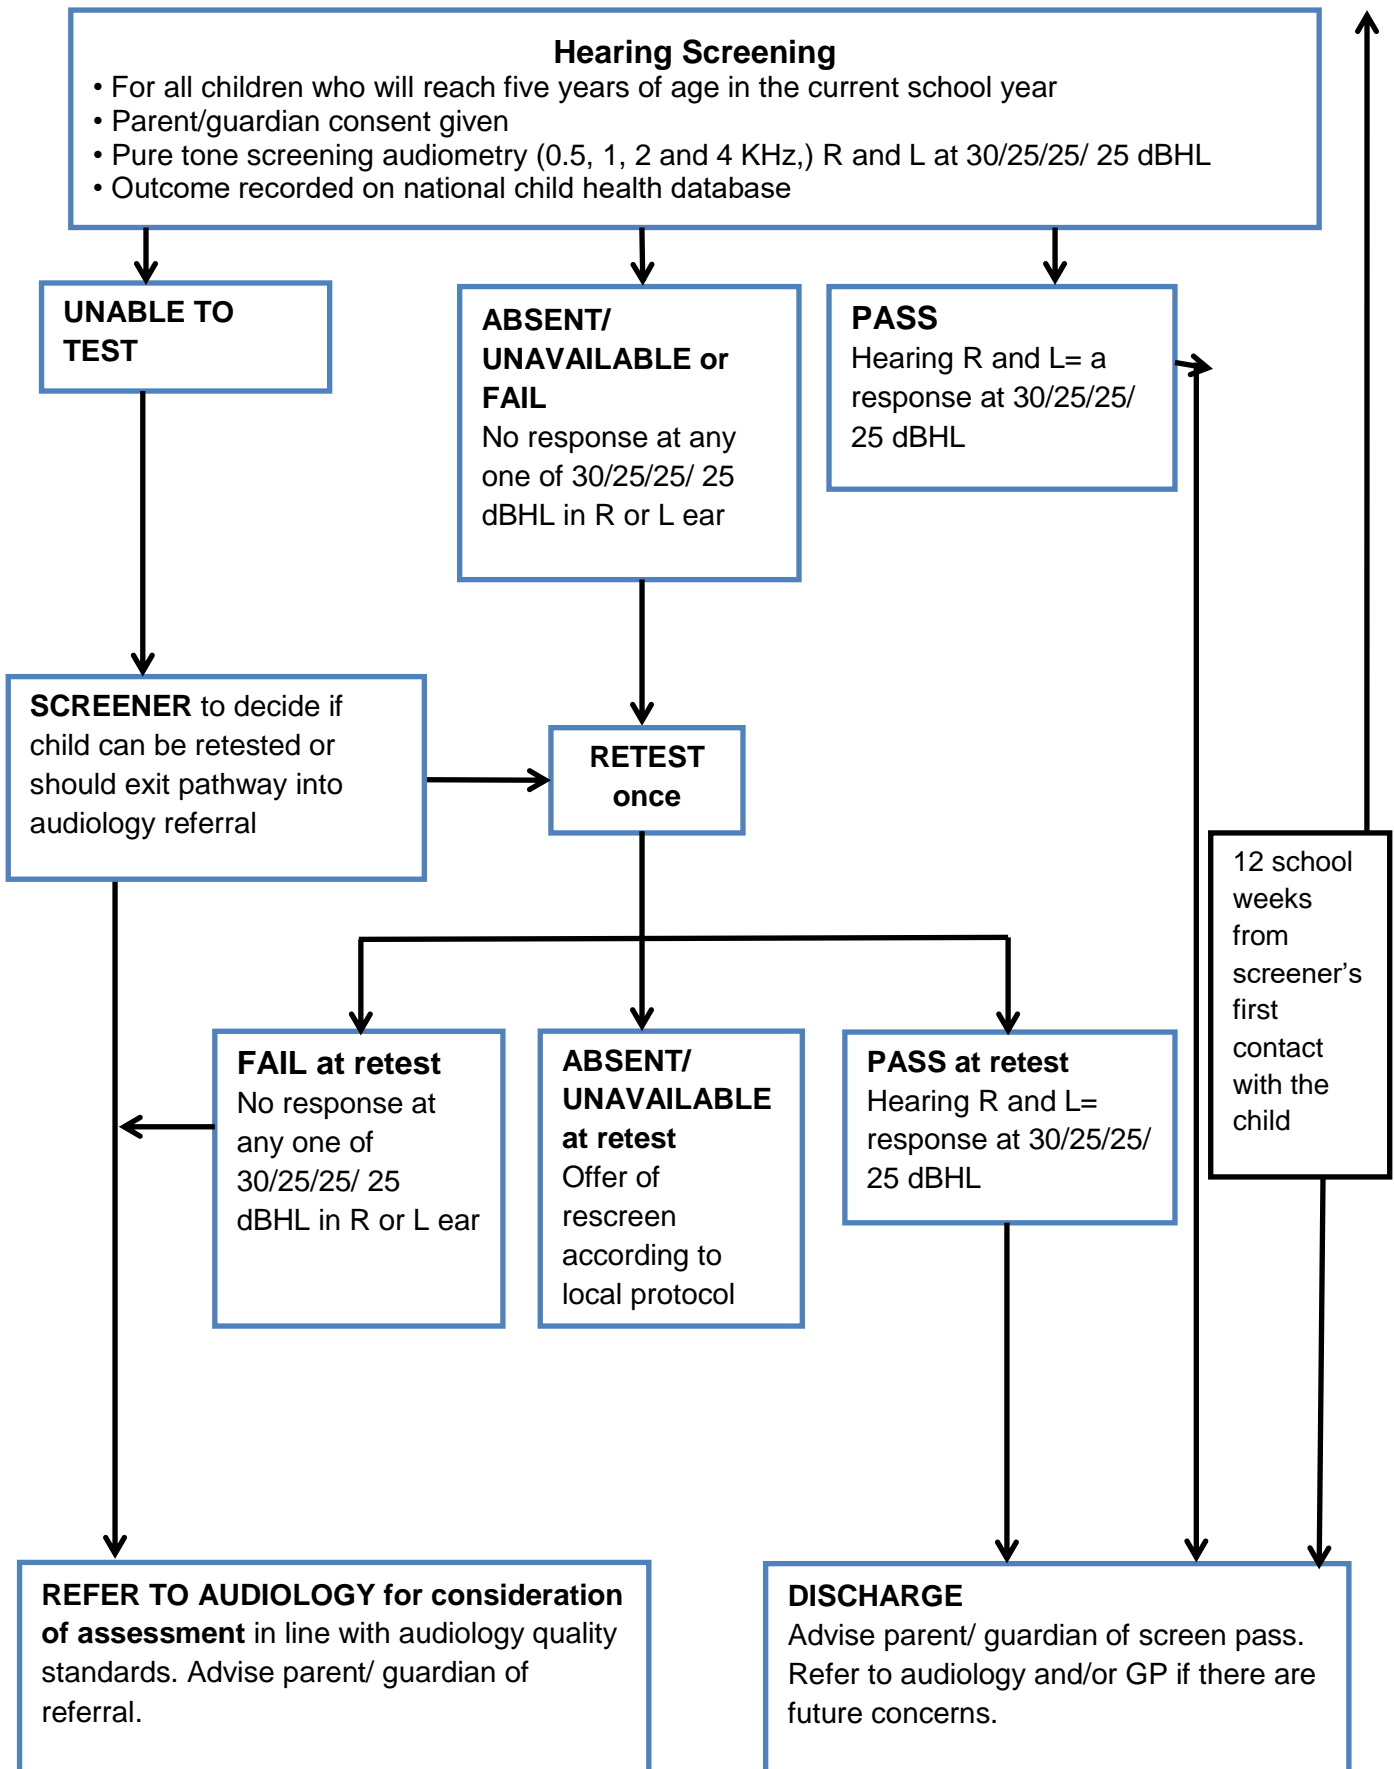 Hearing Screening
• For all children who will reach five years of age in the current school year
• Parent/guardian consent given
• Pure tone screening audiometry (0.5, 1, 2 and 4 KHz,) R and L at 30/25/25/ 25 dBHL
• Outcome recorded on national child health database
UNABLE TO
TEST
ABSENT/
UNAVAILABLE or
FAIL
No response at any
one of 30/25/25/ 25
dBHL in R or L ear
PASS
Hearing R and L= a
response at 30/25/25/
25 dBHL
SCREENER to decide if
child can be retested or
should exit pathway into
audiology referral
RETEST
once
12 school
weeks
from
screener’s
first
contact
with the
child
FAIL at retest
No response at
any one of
30/25/25/ 25
dBHL in R or L ear
ABSENT/
UNAVAILABLE
at retest
Offer of
rescreen
according to
local protocol
PASS at retest
Hearing R and L=
response at 30/25/25/
25 dBHL
REFER TO AUDIOLOGY for consideration
of assessment in line with audiology quality
standards. Advise parent/ guardian of
referral.
DISCHARGE
Advise parent/ guardian of screen pass.
Refer to audiology and/or GP if there are
future concerns.